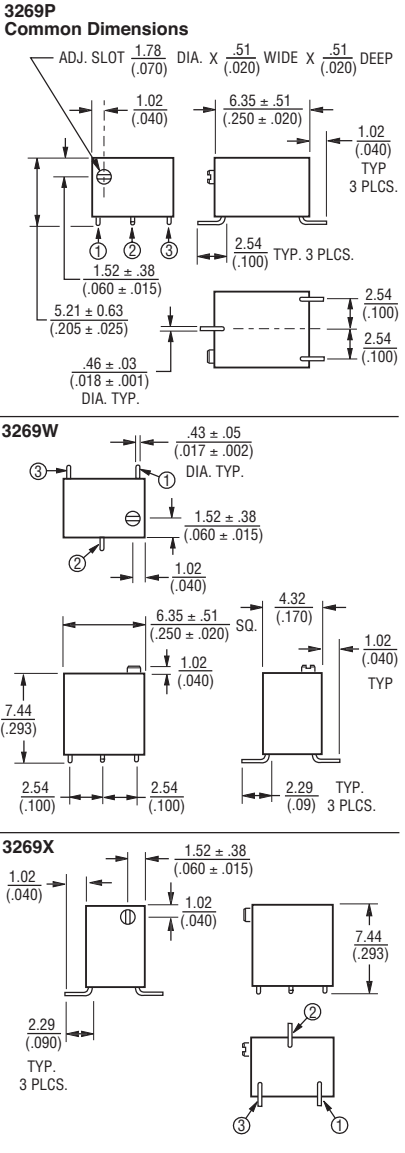 3269P
Common Dimensions
ADJ. SLOT 1.78 (.070) DIA. X .51 (.020) WIDE X .51 (.020) DEEP
1.02
(.040)
6.35 ± .51
(.250 ± .020)
1.02
(.040)
TYP
3 PLCS.
① ② ③
2.54
(.100) TYP. 3 PLCS.
1.52 ± .38
(.060 ± .015)
5.21 ± 0.63
(.205 ± .025)
2.54
(.100)
2.54
(.100)
.46 ± .03
(.018 ± .001)
DIA. TYP.
3269W
.43 ± .05
(.017 ± .002)
DIA. TYP.
③ ①
1.52 ± .38
(.060 ± .015)
②
1.02
(.040)
6.35 ± .51
(.250 ± .020) SQ.
4.32
(.170)
1.02
(.040)
1.02
(.040)
TYP
7.44
(.293)
2.54
(.100)
2.54
(.100)
2.29
(.09)
TYP.
3 PLCS.
3269X
1.52 ± .38
(.060 ± .015)
1.02
(.040)
1.02
(.040)
7.44
(.293)
2.29
(.090)
TYP.
3 PLCS.
②
③ ①